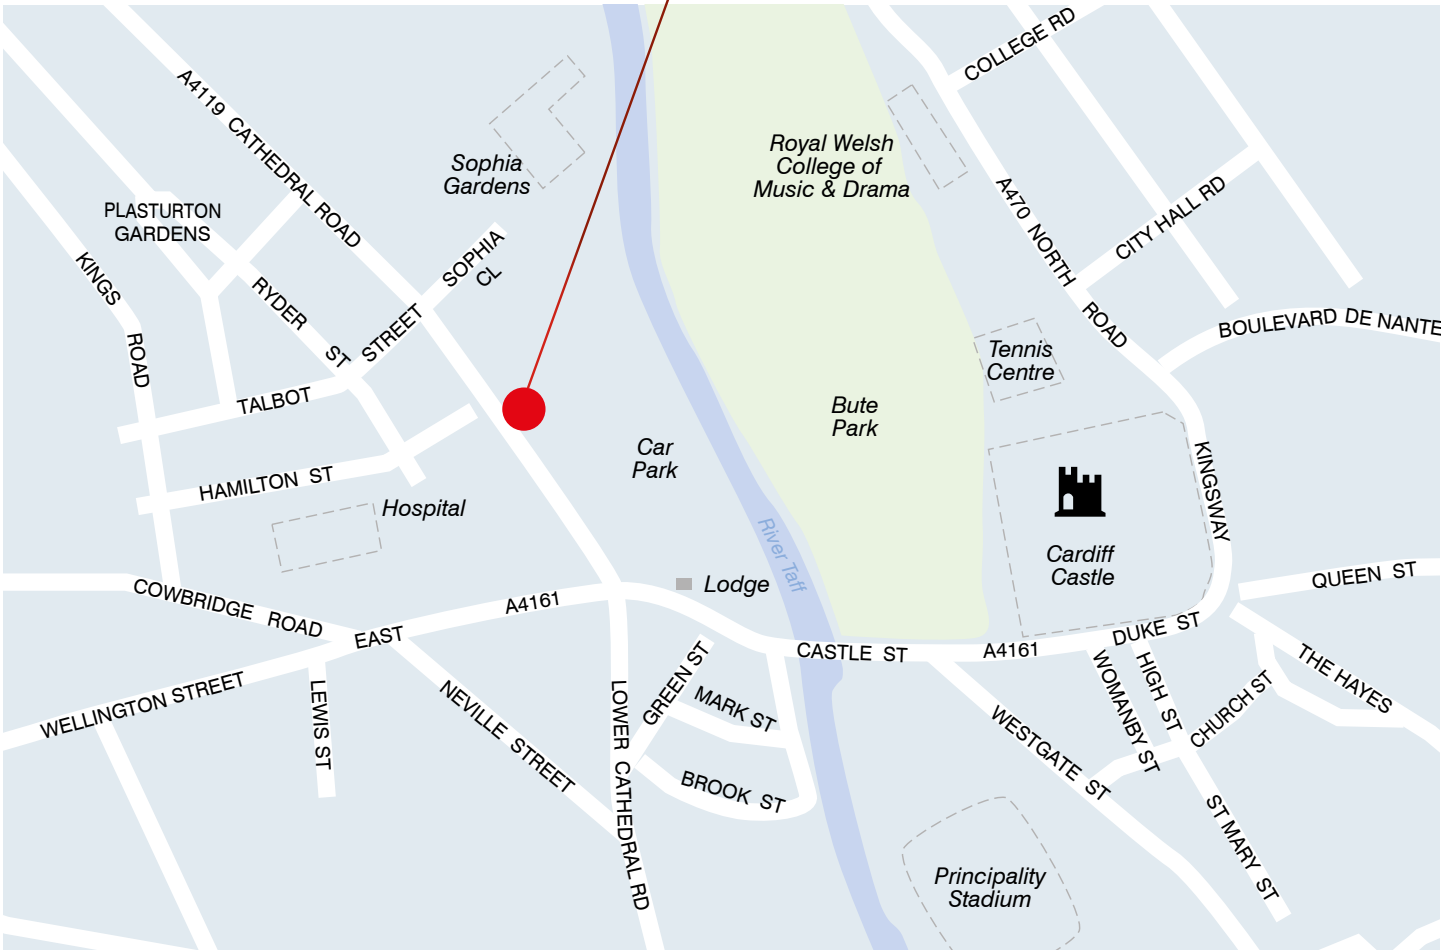 COLLEGE RD
A4119 CATHEDRAL ROAD
Royal Welsh
College of
Music & Drama
Sophia
Gardens
A470 NORTH ROAD
CITY HALL RD
PLASTURTON
GARDENS
KINGS ROAD
RYDER ST
SOPHIA
CL
BOULEVARD DE NANTE
TALBOT STREET
Tennis
Centre
Bute
Park
Car
Park
KINGSWAY
HAMILTON ST
Hospital
River Taff
Cardiff
Castle
Lodge
QUEEN ST
COWBRIDGE ROAD EAST
A4161
CASTLE ST
A4161
DUKE ST
WELLINGTON STREET
LEWIS ST
NEVILLE STREET
LOWER CATHEDRAL RD
GREEN ST
MARK ST
BROOK ST
WESTGATE ST
WOMANBY ST
HIGH ST
CHURCH ST
THE HAYES
ST MARY ST
Principality
Stadium